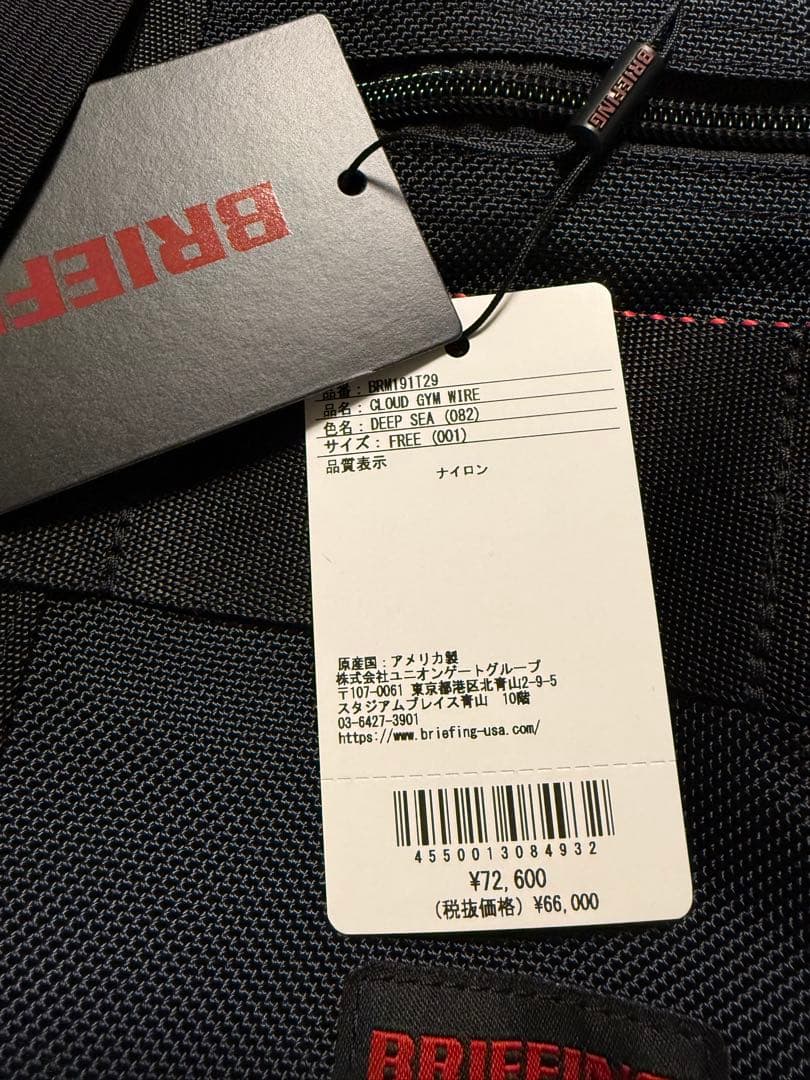 BRIEFING
BRIEF
品番：BRM191T29
品名：CLOUD GYM WIRE
色名：DEEP SEA (082)
サイズ：FREE (001)
品質表示
ナイロン
原産国：アメリカ製
株式会社ユニオンゲートグループ
〒107-0061 東京都港区北青山2-9-5
スタジアムプレイス青山 10階
03-6427-3901
https://www.briefing-usa.com/
4550013084932
¥72,600
(税抜価格) ¥66,000
BRIEFING